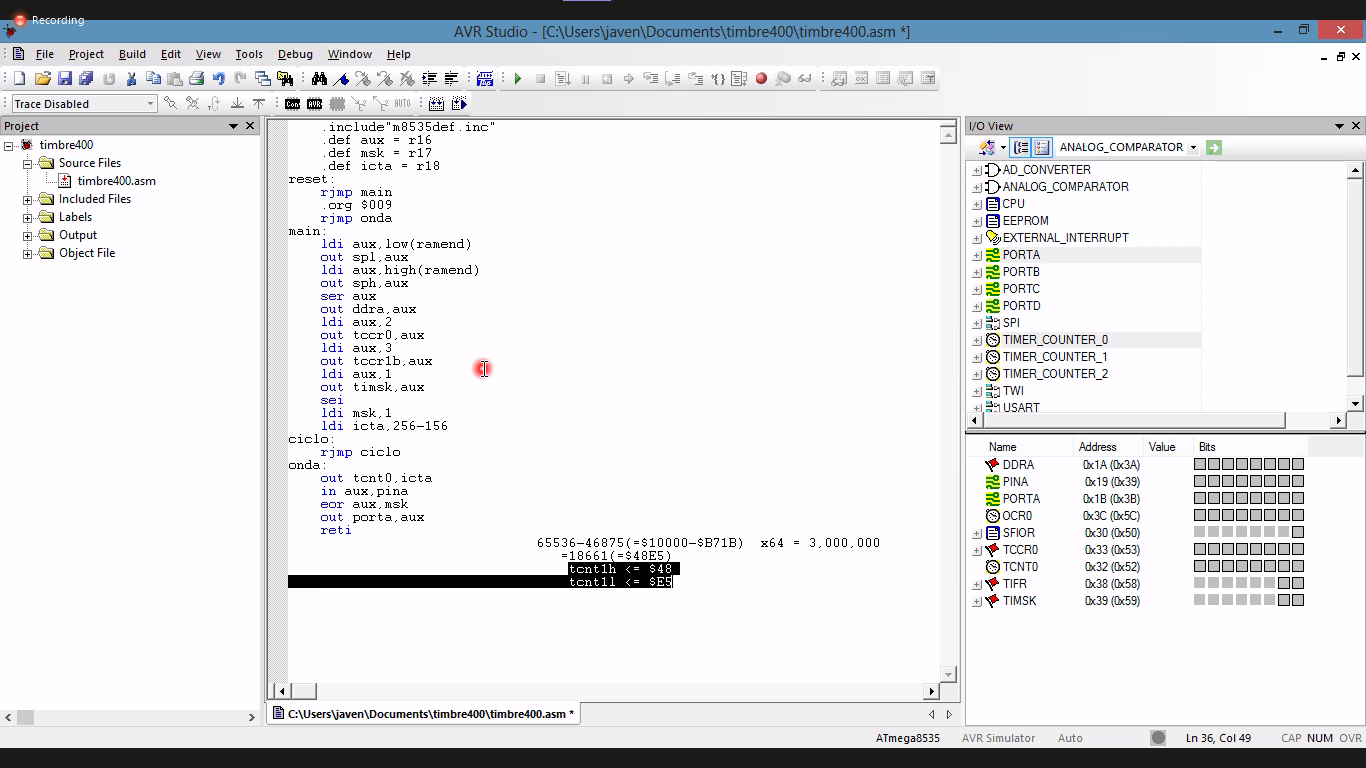 Recording
AVR Studio - [C:\Users\javen\Documents\timbre400\timbre400.asm *]
File Project Build Edit View Tools Debug Window Help
Trace Disabled
Con AVR AUTO
Project
timbre400
Source Files
timbre400.asm
Included Files
Labels
Output
Object File
.include"m8535def.inc"
.def aux = r16
.def msk = r17
.def icta = r18
reset:
rjmp main
.org $009
rjmp onda
main:
ldi aux,low(ramend)
out spl,aux
ldi aux,high(ramend)
out sph,aux
ser aux
out ddra,aux
ldi aux,2
out tccr0,aux
ldi aux,3
out tccr1b,aux
ldi aux,1
out timsk,aux
sei
ldi msk,1
ldi icta,256-156
ciclo:
rjmp ciclo
onda:
out tcnt0,icta
in aux,pina
eor aux,msk
out porta,aux
reti
65536-46875(=$10000-$B71B) x64 = 3,000,000
=18661(=$48E5)
tcnt1h <= $48
tcnt1l <= $E5
C:\Users\javen\Documents\timbre400\timbre400.asm *
I/O View
ANALOG_COMPARATOR
AD_CONVERTER
ANALOG_COMPARATOR
CPU
EEPROM
EXTERNAL_INTERRUPT
PORTA
PORTB
PORTC
PORTD
SPI
TIMER_COUNTER_0
TIMER_COUNTER_1
TIMER_COUNTER_2
TWI
USART
Name Address Value Bits
DDRA 0x1A (0x3A)
PINA 0x19 (0x39)
PORTA 0x1B (0x3B)
OCR0 0x3C (0x5C)
SFIOR 0x30 (0x50)
TCCR0 0x33 (0x53)
TCNT0 0x32 (0x52)
TIFR 0x38 (0x58)
TIMSK 0x39 (0x59)
ATmega8535 AVR Simulator Auto Ln 36, Col 49 CAP NUM OVR